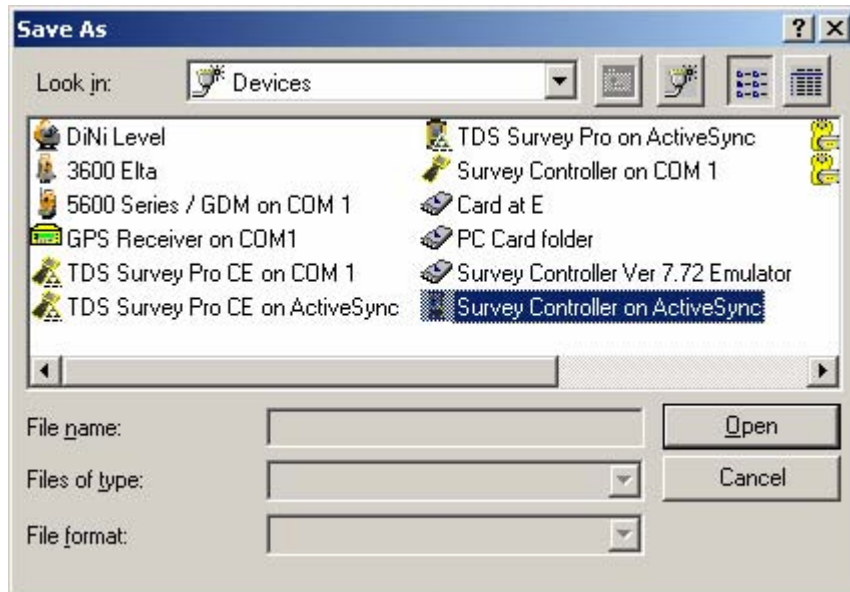 Save As
Look in:
Devices
DiNi Level
3600 Elta
5600 Series / GDM on COM 1
GPS Receiver on COM1
TDS Survey Pro CE on COM 1
TDS Survey Pro CE on ActiveSync
TDS Survey Pro on ActiveSync
Survey Controller on COM 1
Card at E
PC Card folder
Survey Controller Ver 7.72 Emulator
Survey Controller on ActiveSync
File name:
Open
Files of type:
Cancel
File format: